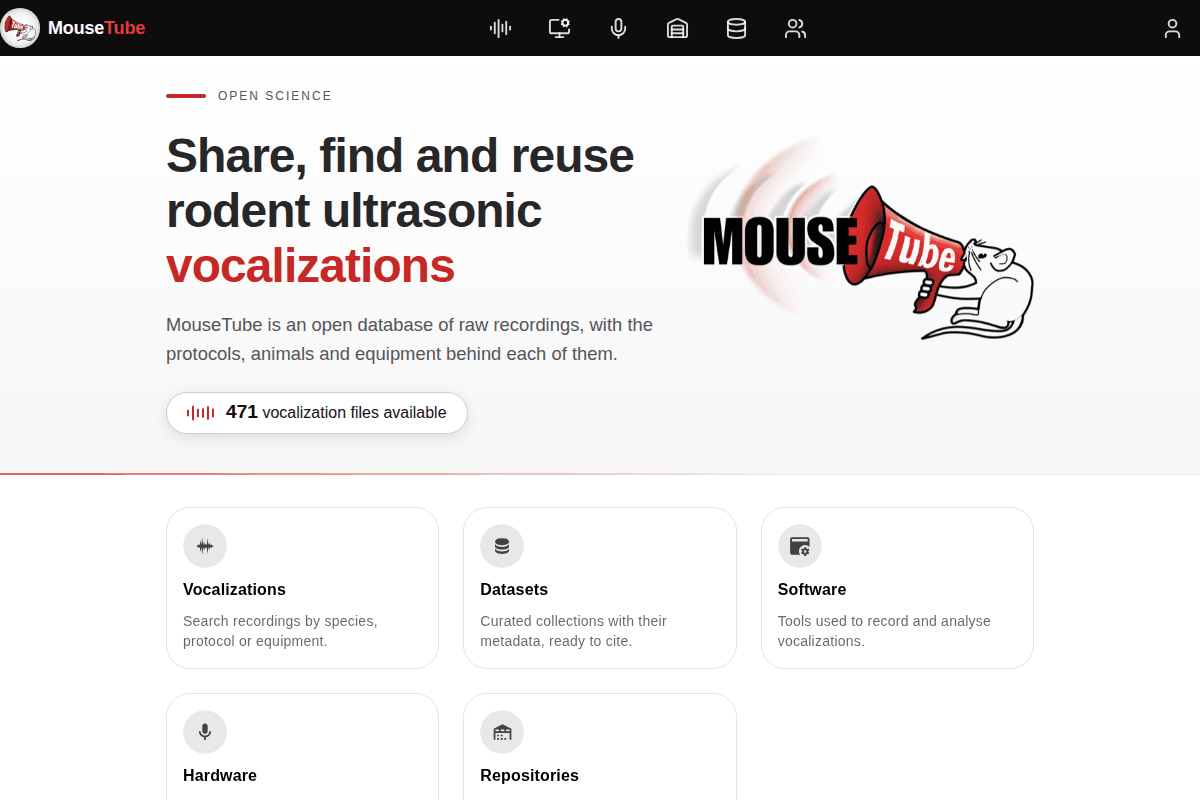 MouseTube
OPEN SCIENCE
Share, find and reuse
rodent ultrasonic
vocalizations
MouseTube is an open database of raw recordings, with the
protocols, animals and equipment behind each of them.
471 vocalization files available
MOUSE Tube
Vocalizations
Search recordings by species,
protocol or equipment.
Datasets
Curated collections with their
metadata, ready to cite.
Software
Tools used to record and analyse
vocalizations.
Hardware
Repositories